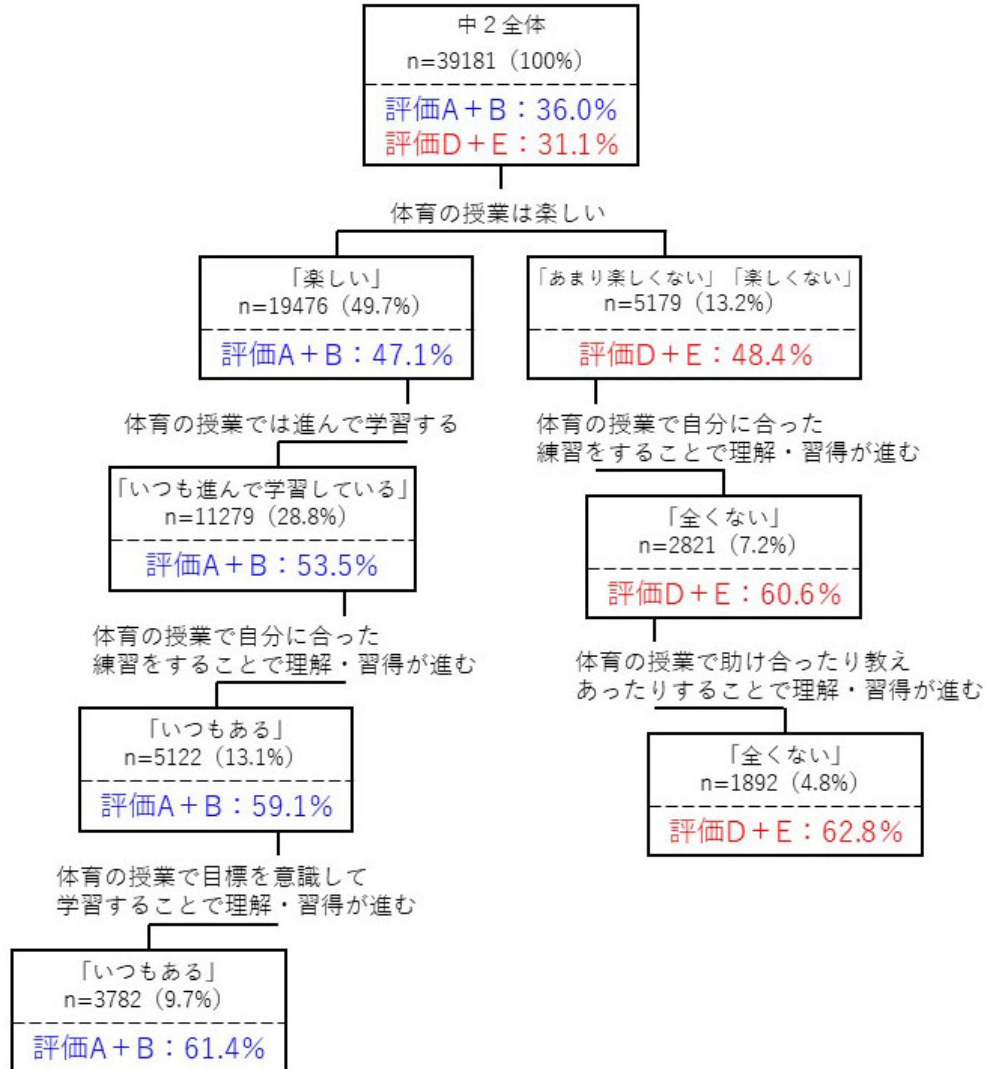 中２全体
n=39181（100%）
評価A＋B：36.0%
評価D＋E：31.1%
体育の授業は楽しい
「楽しい」
n=19476（49.7%）
評価A＋B：47.1%
「あまり楽しくない」「楽しくない」
n=5179（13.2%）
評価D＋E：48.4%
体育の授業では進んで学習する
「いつも進んで学習している」
n=11279（28.8%）
評価A＋B：53.5%
体育の授業で自分に合った
練習をすることで理解・習得が進む
「全くない」
n=2821（7.2%）
評価D＋E：60.6%
体育の授業で自分に合った
練習をすることで理解・習得が進む
「いつもある」
n=5122（13.1%）
評価A＋B：59.1%
体育の授業で助け合ったり教え
あったりすることで理解・習得が進む
「全くない」
n=1892（4.8%）
評価D＋E：62.8%
体育の授業で目標を意識して
学習することで理解・習得が進む
「いつもある」
n=3782（9.7%）
評価A＋B：61.4%